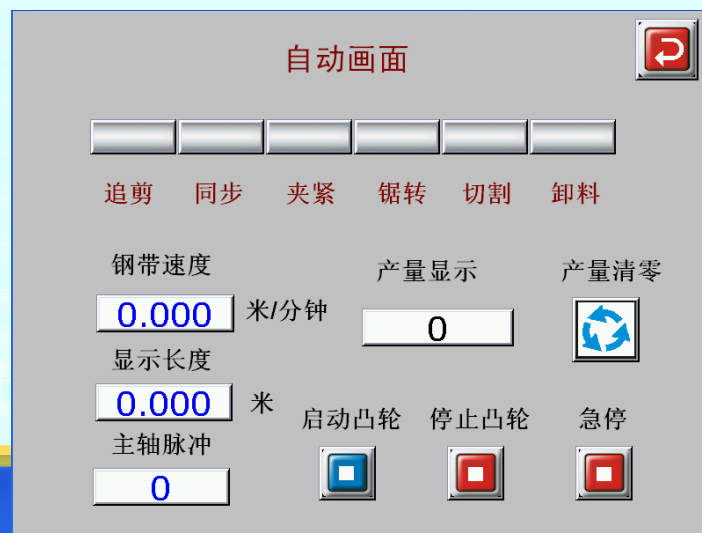 自动画面
追剪 同步 夹紧 锯转 切割 卸料
钢带速度
产量显示
产量清零
0.000 米/分钟
0
显示长度
0.000 米
启动凸轮 停止凸轮 急停
主轴脉冲
0